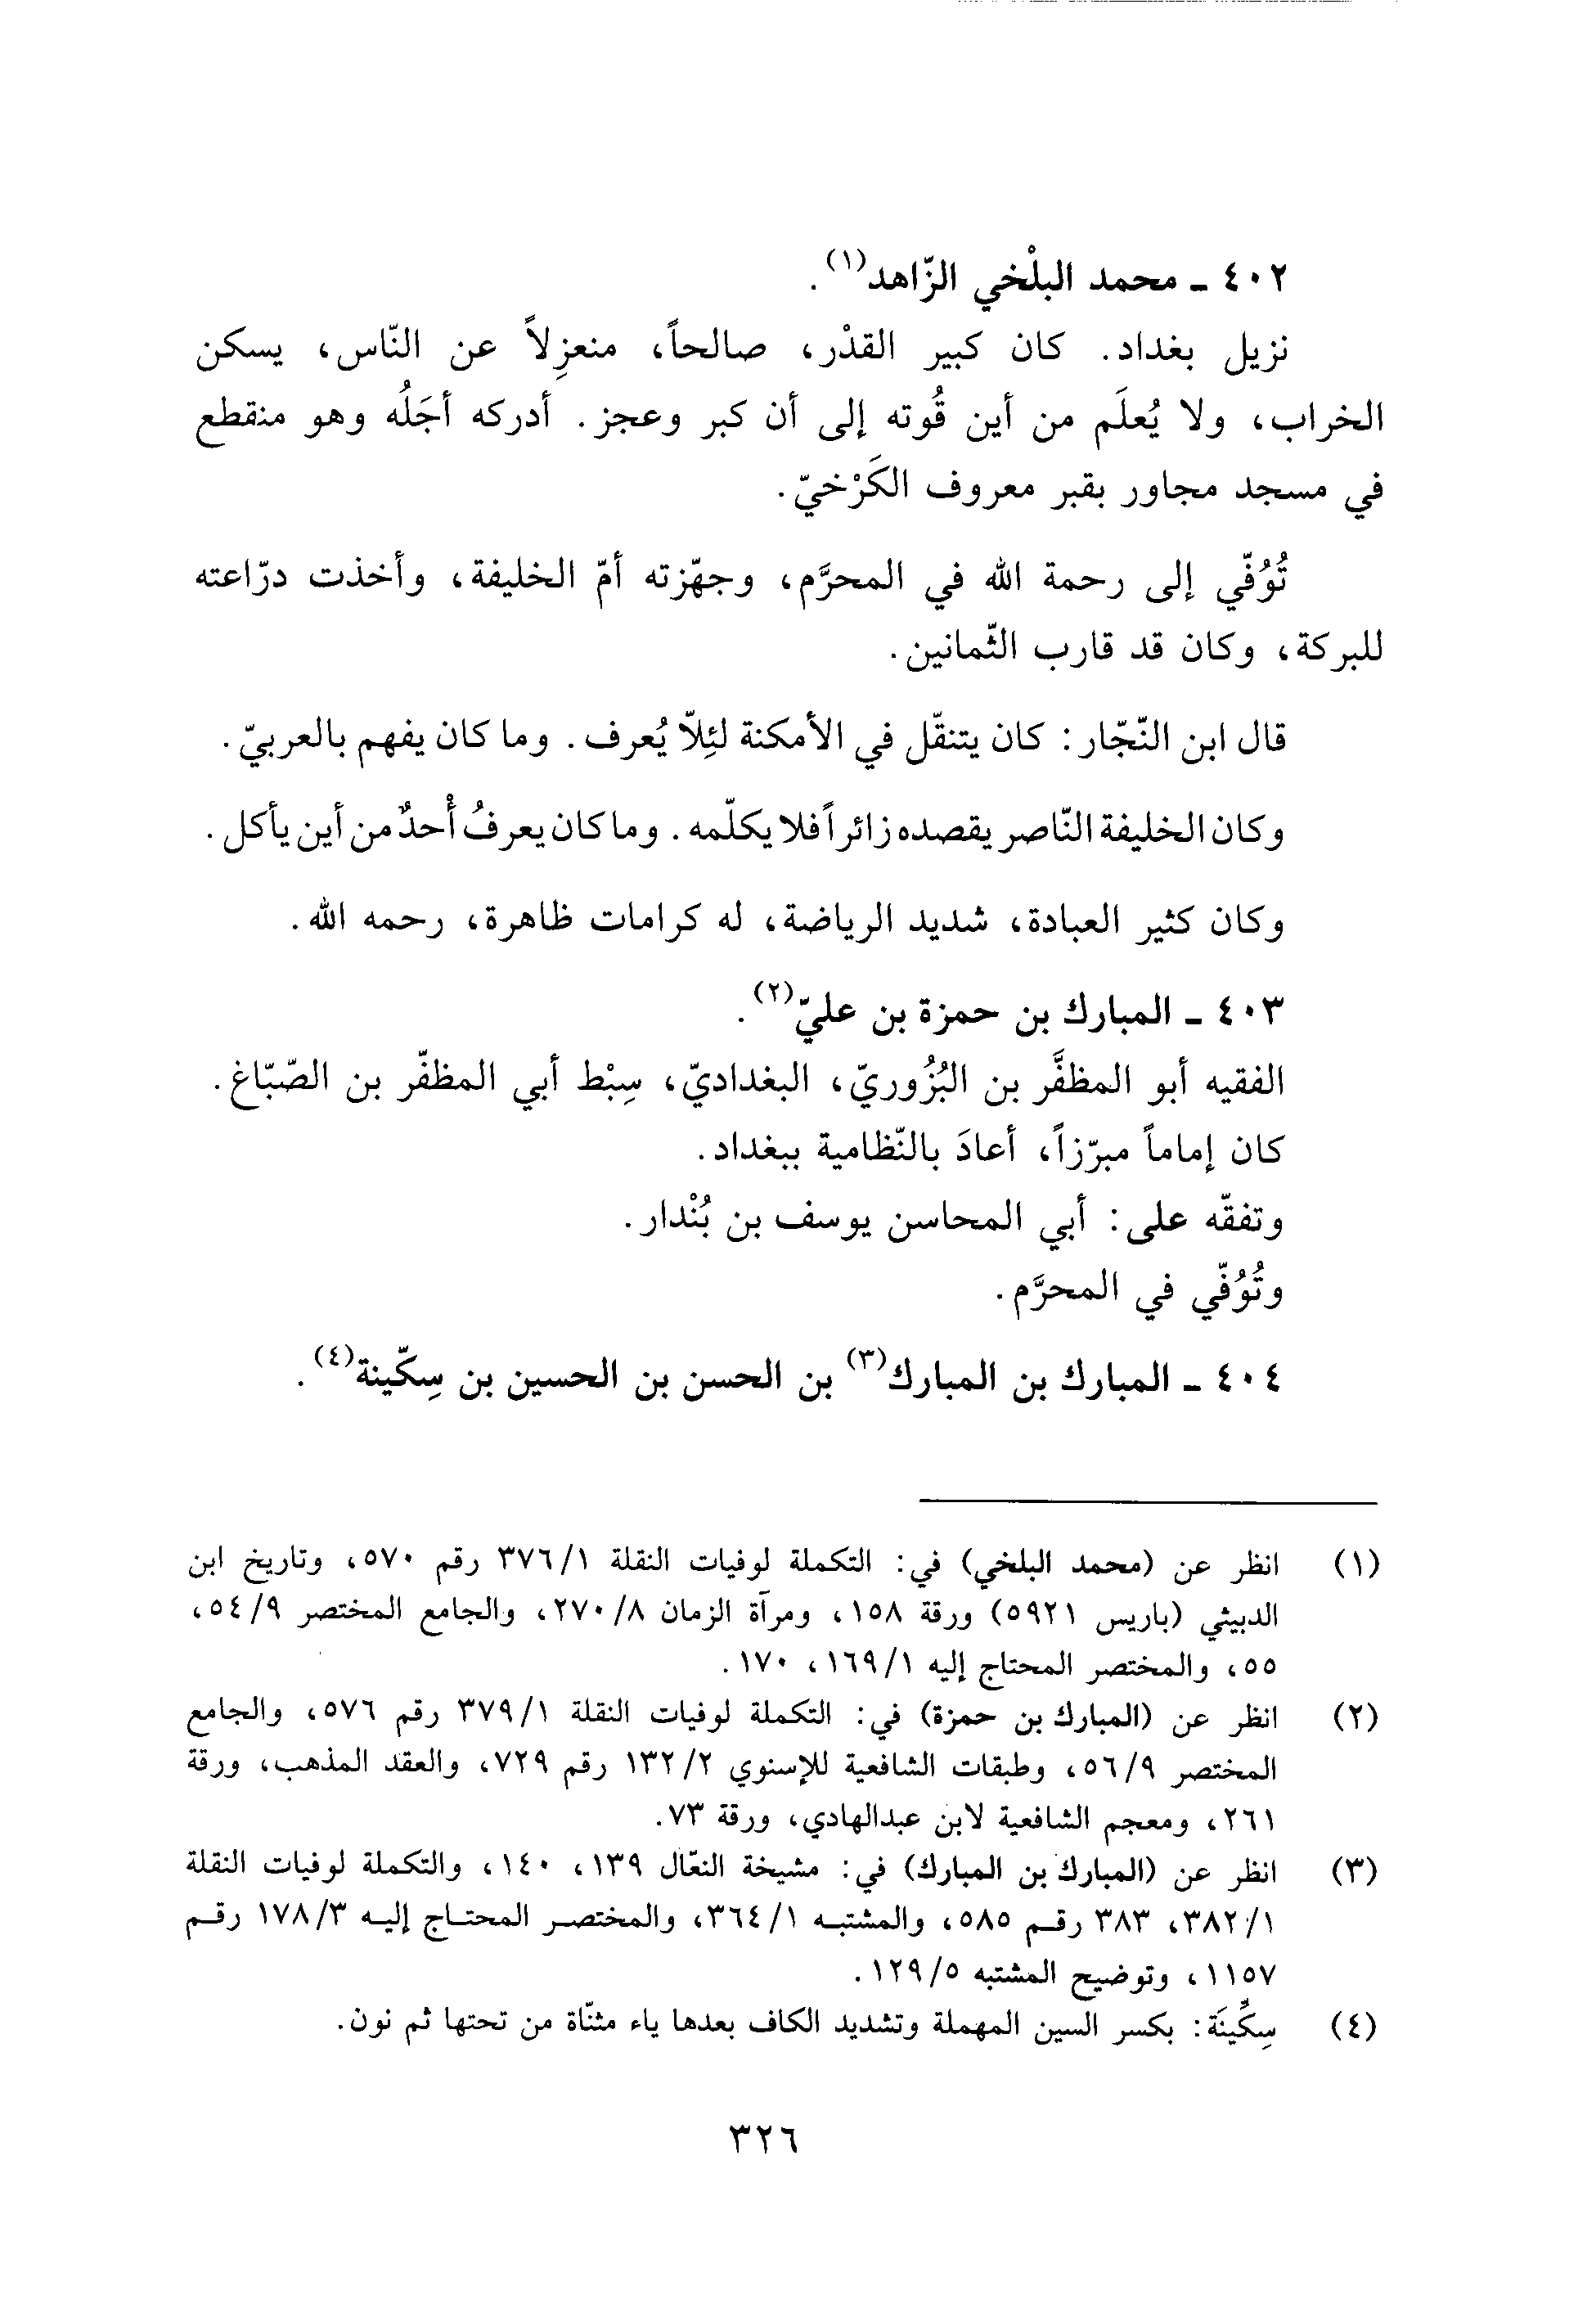 ٤٠٢ ـ محمد البلْخي الزّاهد(١).
نزيل بغداد. كان كبير القدْر، صالحاً، منعزِلاً عن النّاس، يسكن
الخراب، ولا يُعلَم من أين قُوته إلى أن كبر وعجز. أدركه أجَلُه وهو منقطع
في مسجد مجاور بقبر معروف الكَرْخيّ.
تُوُفّي إلى رحمة الله في المحرَّم، وجهّزته أمّ الخليفة، وأخذت درّاعته
للبركة، وكان قد قارب الثّمانين.
قال ابن النّجّار: كان يتنقّل في الأمكنة لئِلاّ يُعرف. وما كان يفهم بالعربيّ.
وكان الخليفة النّاصر يقصده زائراً فلا يكلّمه. وما كان يعرفُ أحدٌ من أين يأكل.
وكان كثير العبادة، شديد الرياضة، له كرامات ظاهرة، رحمه الله.
٤٠٣ ـ المبارك بن حمزة بن عليّ(٢).
الفقيه أبو المظفَّر بن البُزُوريّ، البغداديّ، سِبْط أبي المظفّر بن الصّبّاغ.
كان إماماً مبرّزاً، أعادَ بالنّظامية ببغداد.
وتفقّه على: أبي المحاسن يوسف بن بُنْدار.
وتُوُفّي في المحرَّم.
٤٠٤ ـ المبارك بن المبارك(٣) بن الحسن بن الحسين بن سِكّينة(٤).
(١) انظر عن (محمد البلخي) في: التكملة لوفيات النقلة ٣٧٦/١ رقم ٥٧٠، وتاريخ ابن
الدبيثي (باريس ٥٩٢١) ورقة ١٥٨، ومرآة الزمان ٢٧٠/٨، والجامع المختصر ٥٤/٩،
٥٥، والمختصر المحتاج إليه ١٦٩/١، ١٧٠.
(٢) انظر عن (المبارك بن حمزة) في: التكملة لوفيات النقلة ٣٧٩/١ رقم ٥٧٦، والجامع
المختصر ٥٦/٩، وطبقات الشافعية للإسنوي ١٣٢/٢ رقم ٧٢٩، والعقد المذهب، ورقة
٢٦١، ومعجم الشافعية لابن عبدالهادي، ورقة ٧٣.
(٣) انظر عن (المبارك بن المبارك) في: مشيخة النعّال ١٣٩، ١٤٠، والتكملة لوفيات النقلة
٣٨٢/١، ٣٨٣ رقم ٥٨٥، والمشتبه ٣٦٤/١، والمختصر المحتاج إليه ١٧٨/٣ رقم
١١٥٧، وتوضيح المشتبه ١٢٩/٥.
(٤) سِكِّينَة: بكسر السين المهملة وتشديد الكاف بعدها ياء مثنّاة من تحتها ثم نون.
٣٢٦